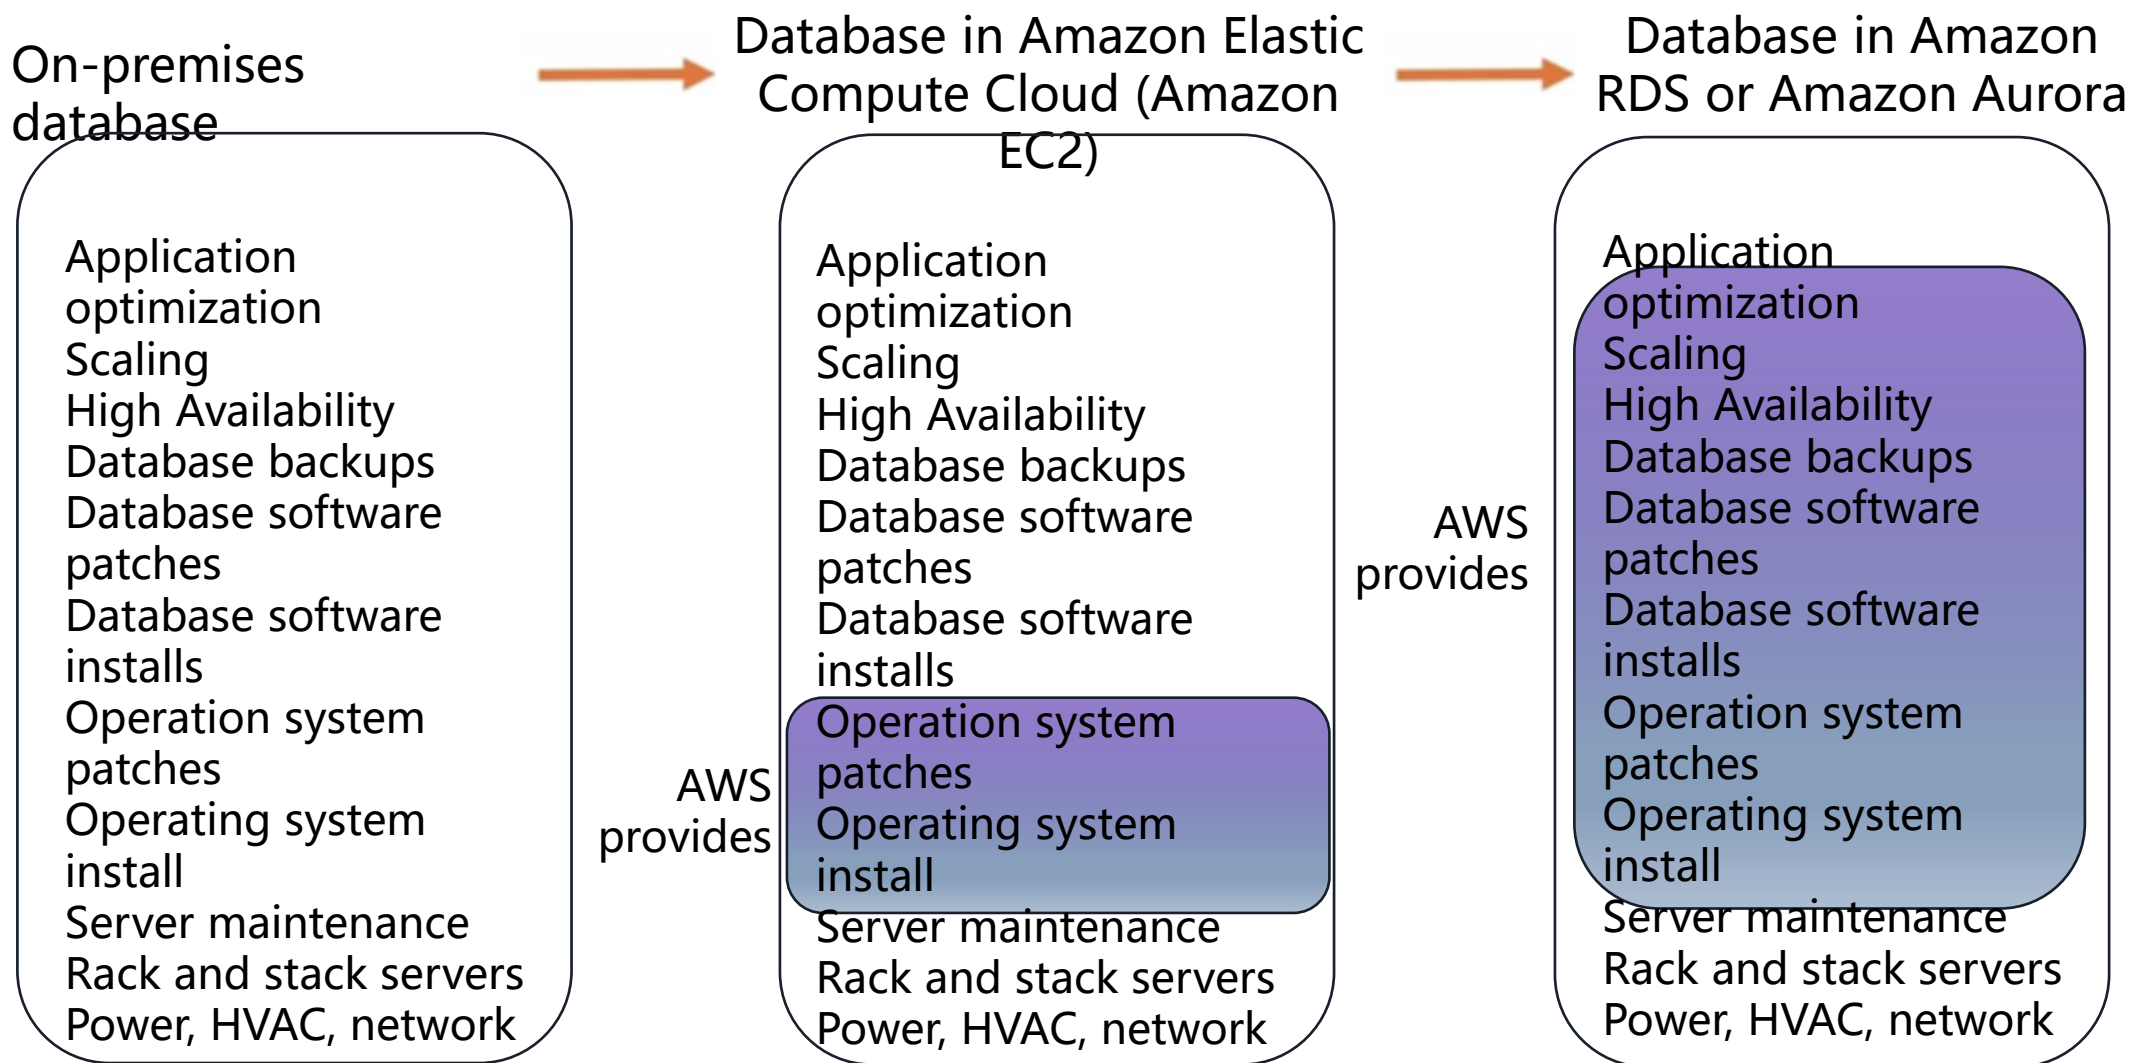 On-premises
database
Database in Amazon Elastic
Compute Cloud (Amazon
EC2)
Database in Amazon
RDS or Amazon Aurora
Application
optimization
Scaling
High Availability
Database backups
Database software
patches
Database software
installs
Operation system
patches
Operating system
install
Server maintenance
Rack and stack servers
Power, HVAC, network
AWS
provides
Application
optimization
Scaling
High Availability
Database backups
Database software
patches
Database software
installs
Operation system
patches
Operating system
install
Server maintenance
Rack and stack servers
Power, HVAC, network
AWS
provides
Application
optimization
Scaling
High Availability
Database backups
Database software
patches
Database software
installs
Operation system
patches
Operating system
install
Server maintenance
Rack and stack servers
Power, HVAC, network